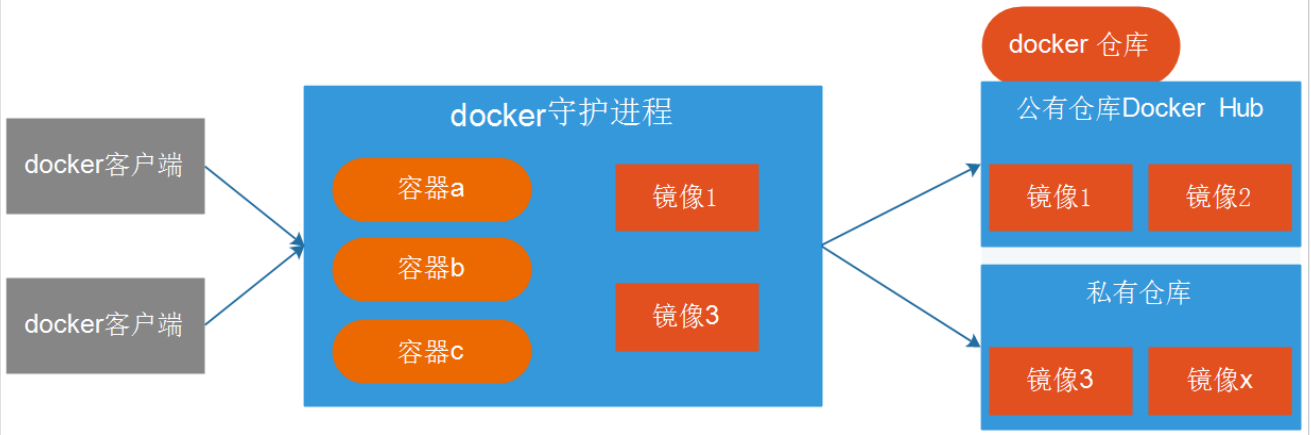 docker客户端
docker客户端
docker守护进程
容器a
容器b
容器c
镜像1
镜像3
docker 仓库
公有仓库Docker Hub
镜像1
镜像2
私有仓库
镜像3
镜像x